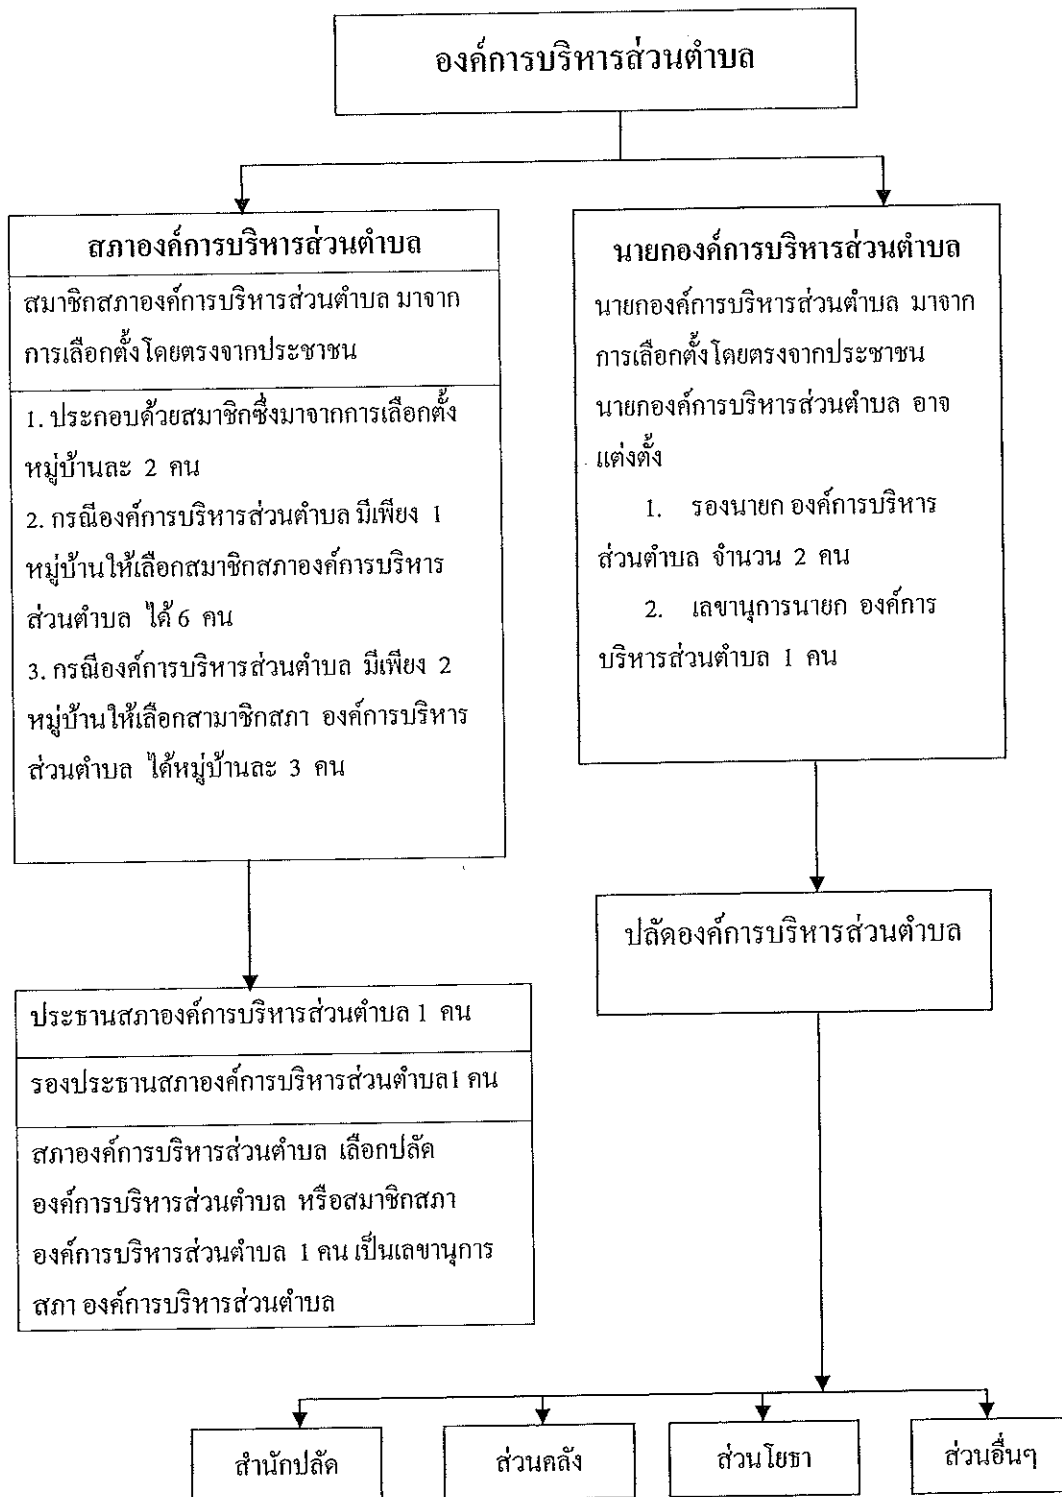 องค์การบริหารส่วนตำบล
สภาองค์การบริหารส่วนตำบล
สมาชิกสภาองค์การบริหารส่วนตำบล มาจาก
การเลือกตั้งโดยตรงจากประชาชน
1. ประกอบด้วยสมาชิกซึ่งมาจากการเลือกตั้ง
หมู่บ้านละ 2 คน
2. กรณีองค์การบริหารส่วนตำบล มีเพียง 1
หมู่บ้านให้เลือกสมาชิกสภาองค์การบริหาร
ส่วนตำบล ได้ 6 คน
3. กรณีองค์การบริหารส่วนตำบล มีเพียง 2
หมู่บ้านให้เลือกสามาชิกสภา องค์การบริหาร
ส่วนตำบล ได้หมู่บ้านละ 3 คน
นายกองค์การบริหารส่วนตำบล
นายกองค์การบริหารส่วนตำบล มาจาก
การเลือกตั้งโดยตรงจากประชาชน
นายกองค์การบริหารส่วนตำบล อาจ
แต่งตั้ง
1. รองนายก องค์การบริหาร
ส่วนตำบล จำนวน 2 คน
2. เลขานุการนายก องค์การ
บริหารส่วนตำบล 1 คน
ปลัดองค์การบริหารส่วนตำบล
ประธานสภาองค์การบริหารส่วนตำบล 1 คน
รองประธานสภาองค์การบริหารส่วนตำบล1 คน
สภาองค์การบริหารส่วนตำบล เลือกปลัด
องค์การบริหารส่วนตำบล หรือสมาชิกสภา
องค์การบริหารส่วนตำบล 1 คน เป็นเลขานุการ
สภา องค์การบริหารส่วนตำบล
สำนักปลัด
ส่วนคลัง
ส่วนโยธา
ส่วนอื่นๆ